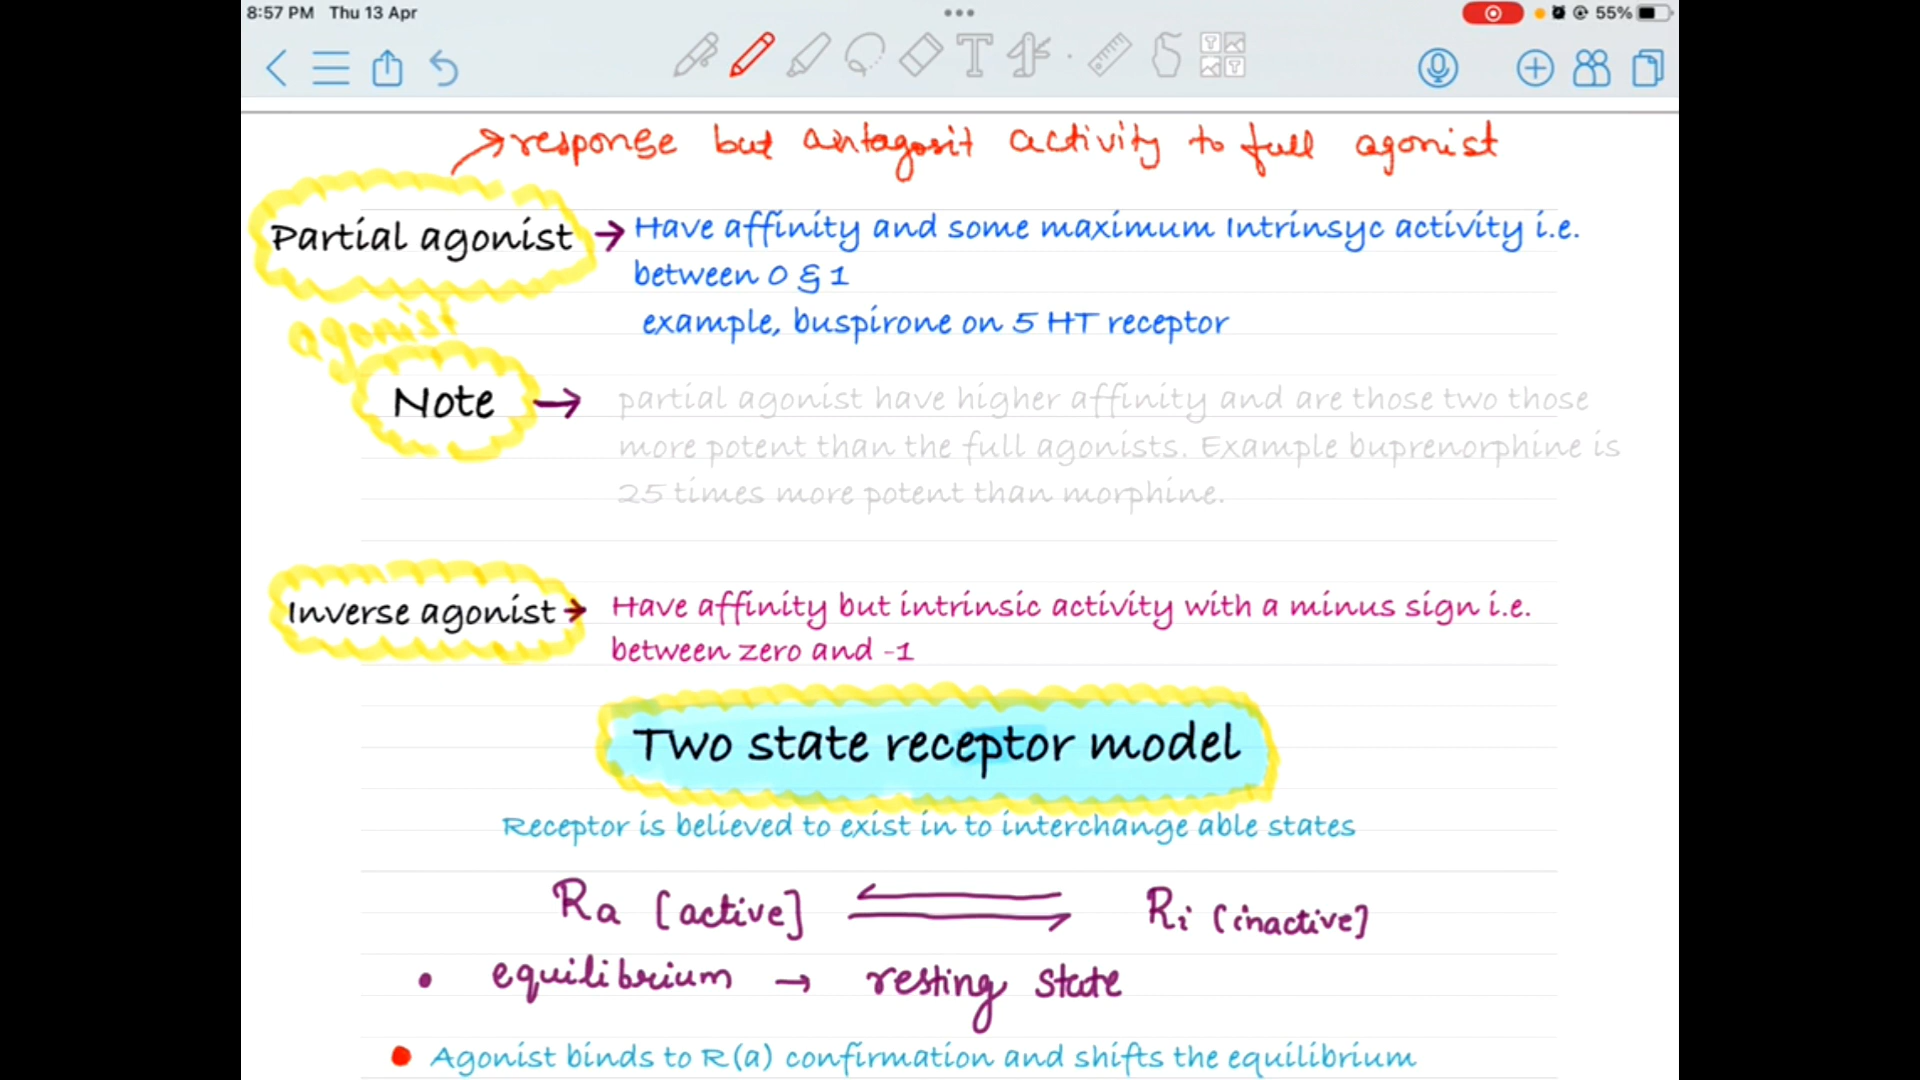 8:57 PM Thu 13 Apr
55%
response but antagosit activity to full agonist
Partial agonist → Have affinity and some maximum Intrinsyc activity i.e.
between 0 & 1
example, buspirone on 5 HT receptor
agonist
Note → partial agonist have higher affinity and are those two those
more potent than the full agonists. Example buprenorphine is
25 times more potent than morphine.
Inverse agonist → Have affinity but intrinsic activity with a minus sign i.e.
between zero and -1
Two state receptor model
Receptor is believed to exist in to interchange able states
Ra [active] ⇌ Ri [inactive]
• equilibrium → resting state
• Agonist binds to R(a) confirmation and shifts the equilibrium